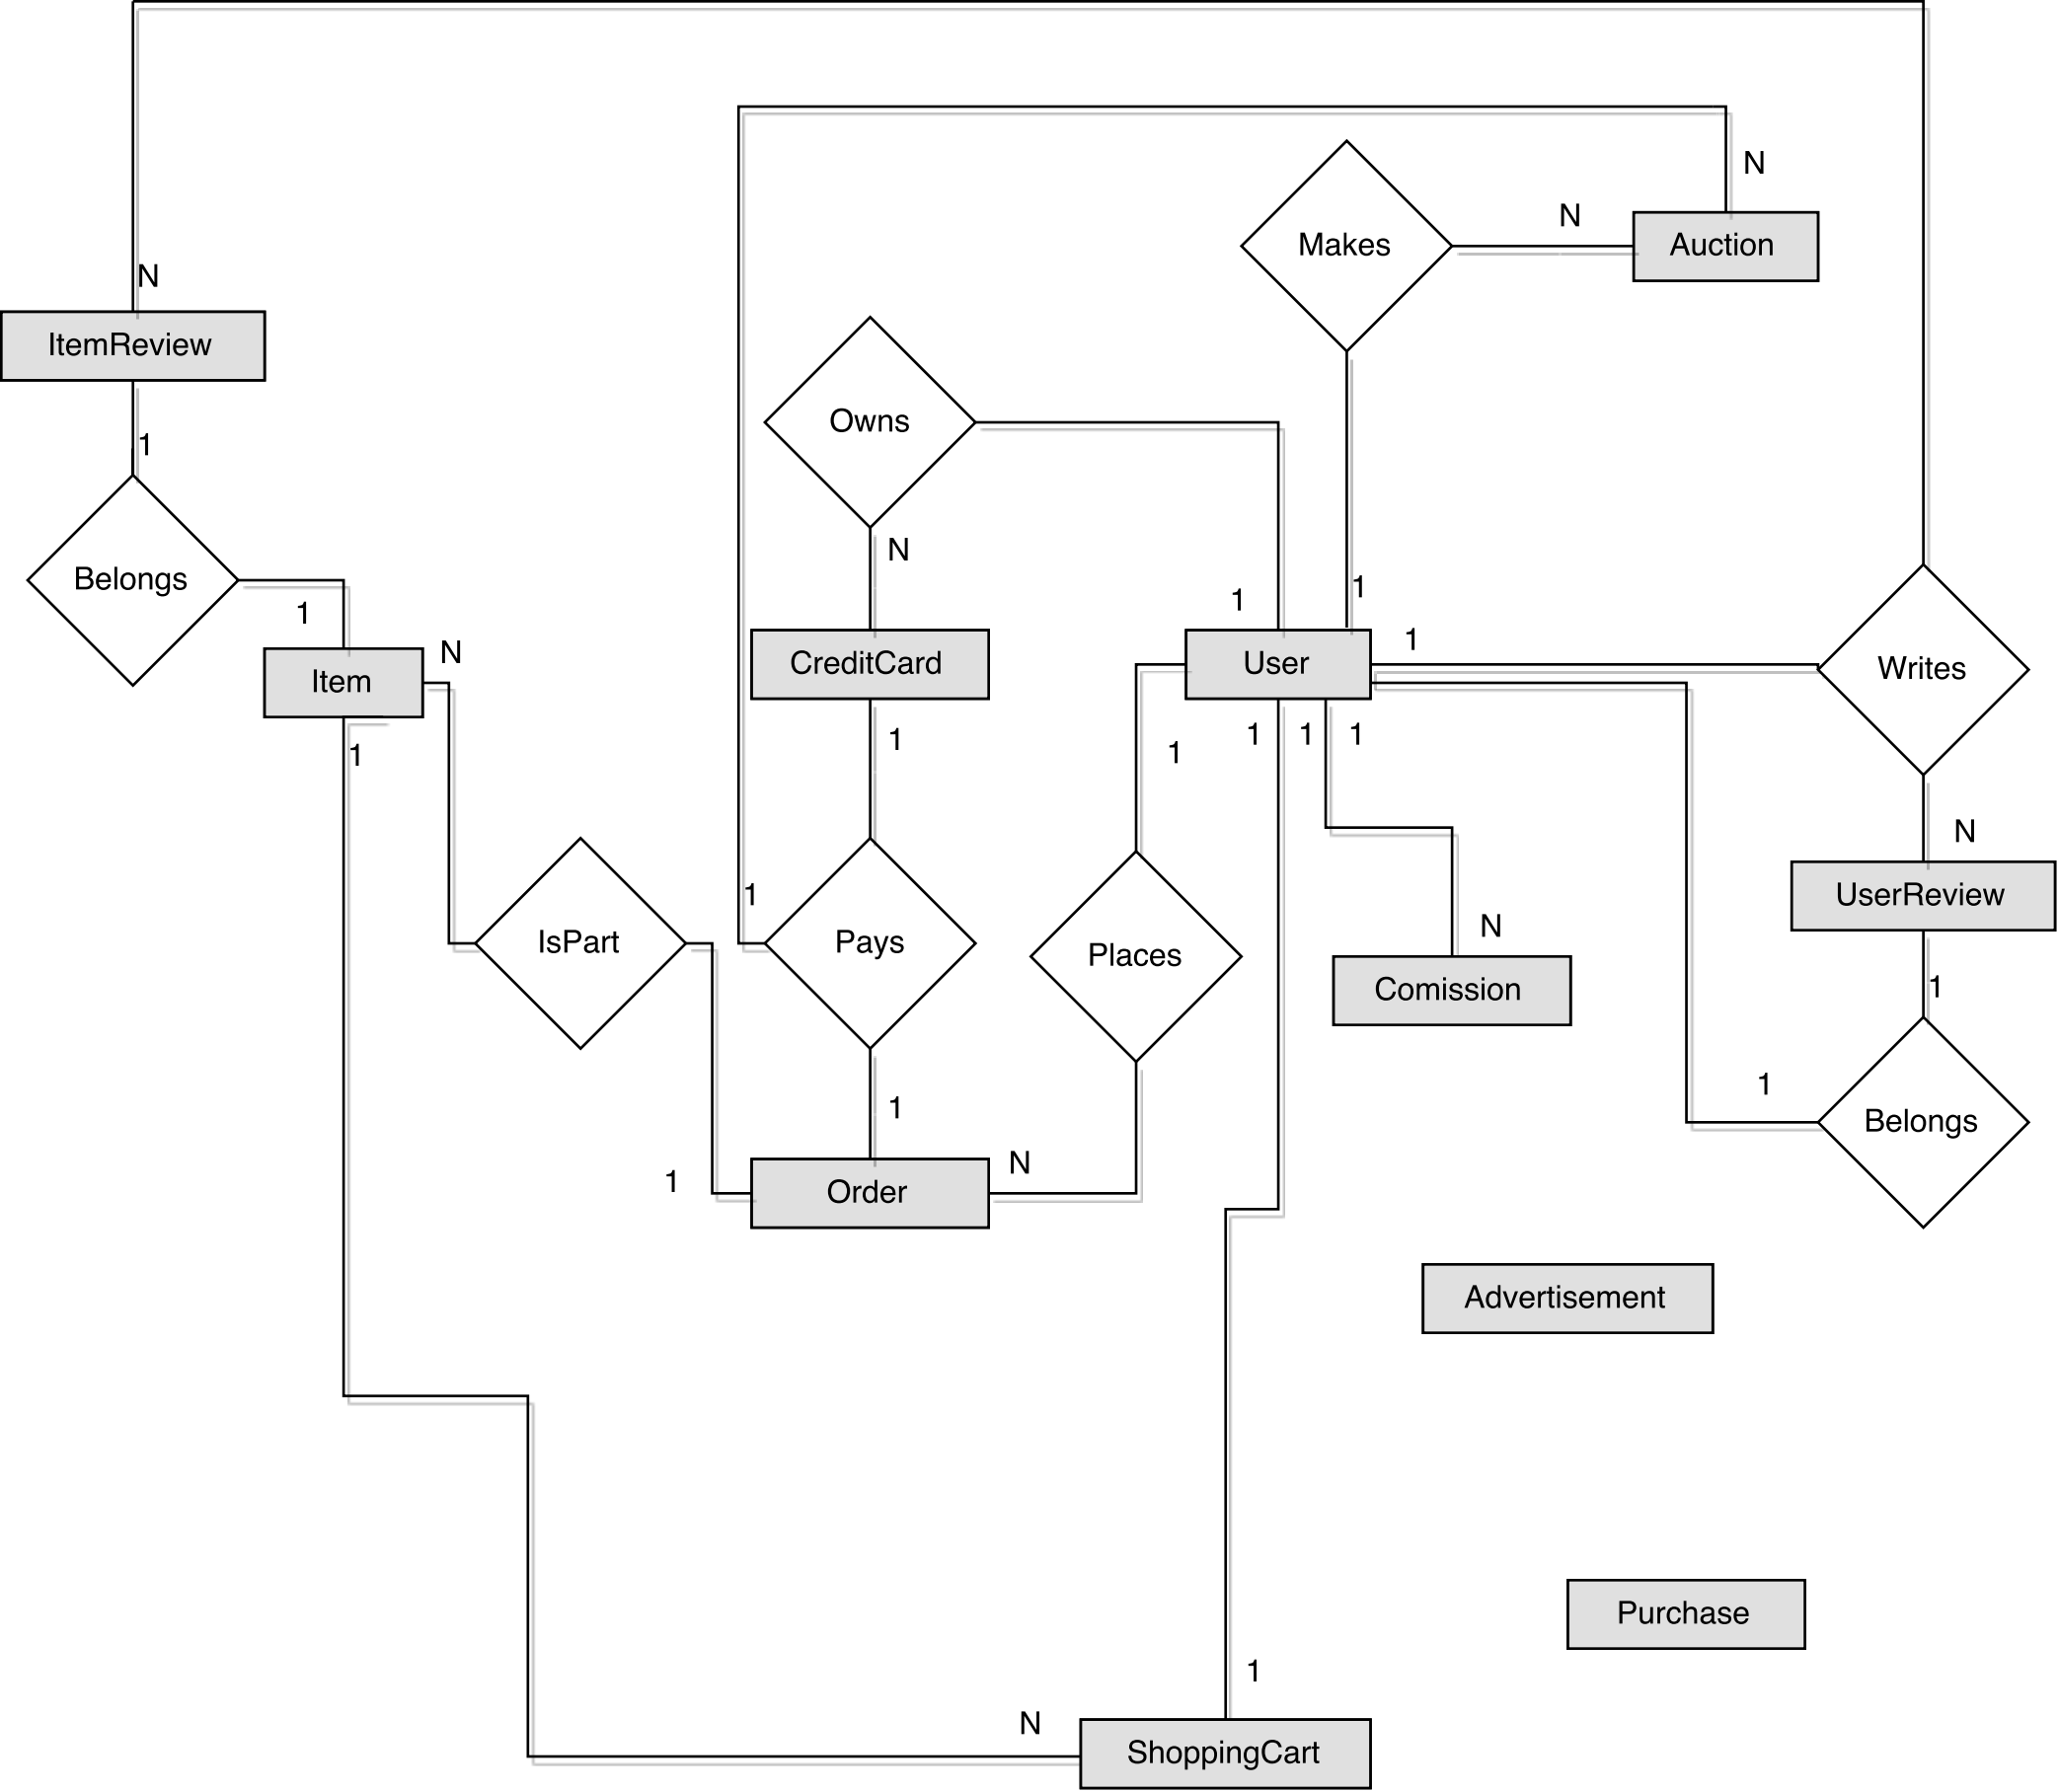 N
Makes
N
Auction
N
ItemReview
Owns
1
N
Belongs
1
1
1
1
N
Item
CreditCard
User
Writes
1
1
1
1
1
1
N
1
UserReview
N
IsPart
Pays
Places
1
Comission
1
1
1
Belongs
N
1
Order
Advertisement
Purchase
1
N
ShoppingCart